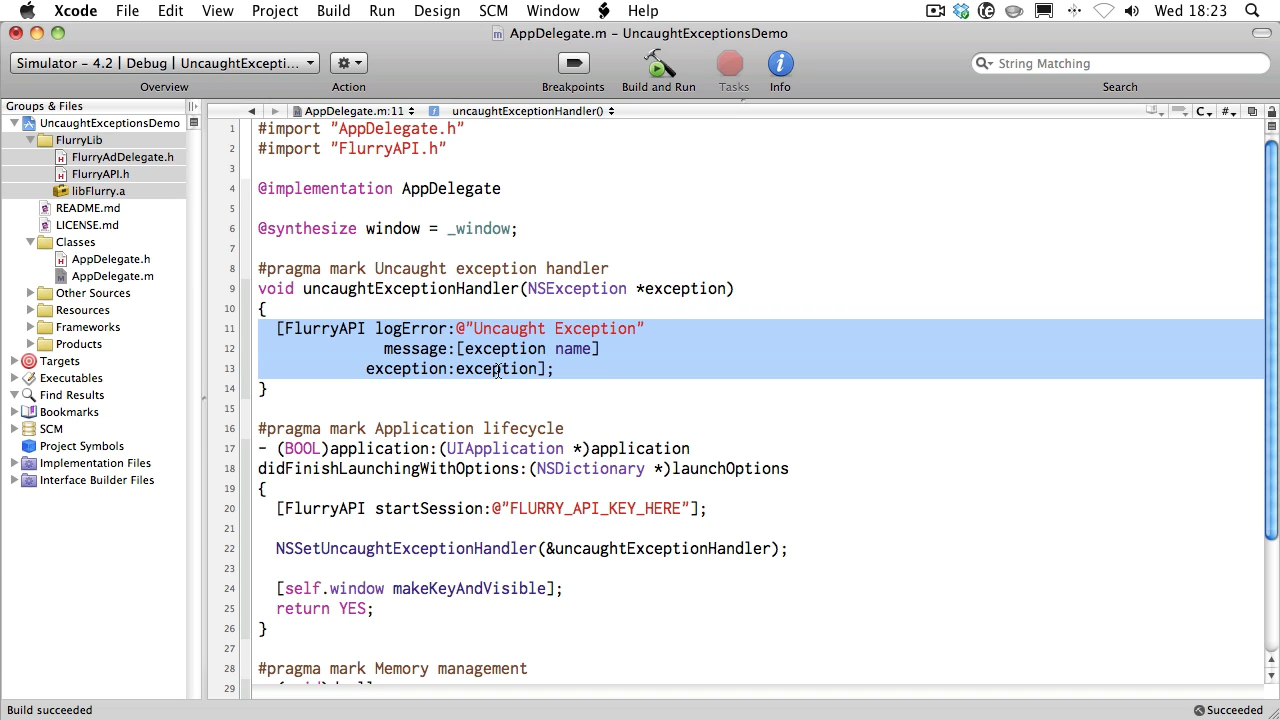 Xcode File Edit View Project Build Run Design SCM Window Help Wed 18:23
AppDelegate.m - UncaughtExceptionsDemo
Simulator - 4.2 | Debug | UncaughtExcepti... String Matching
Overview Action Breakpoints Build and Run Tasks Info Search
Groups & Files
AppDelegate.m:11 uncaughtExceptionHandler() C #
UncaughtExceptionsDemo
FlurryLib
FlurryAdDelegate.h
FlurryAPI.h
libFlurry.a
README.md
LICENSE.md
Classes
AppDelegate.h
AppDelegate.m
Other Sources
Resources
Frameworks
Products
Targets
Executables
Find Results
Bookmarks
SCM
Project Symbols
Implementation Files
Interface Builder Files
1 #import "AppDelegate.h"
2 #import "FlurryAPI.h"
3
4 @implementation AppDelegate
5
6 @synthesize window = _window;
7
8 #pragma mark Uncaught exception handler
9 void uncaughtExceptionHandler(NSException *exception)
10 {
11 [FlurryAPI logError:@"Uncaught Exception"
12 message:[exception name]
13 exception:exception];
14 }
15
16 #pragma mark Application lifecycle
17 - (BOOL)application:(UIApplication *)application
18 didFinishLaunchingWithOptions:(NSDictionary *)launchOptions
19 {
20 [FlurryAPI startSession:@"FLURRY_API_KEY_HERE"];
21
22 NSSetUncaughtExceptionHandler(&uncaughtExceptionHandler);
23
24 [self.window makeKeyAndVisible];
25 return YES;
26 }
27
28 #pragma mark Memory management
29
Build succeeded Succeeded